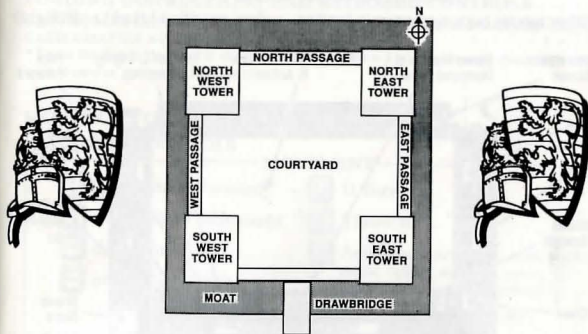 N
NORTH PASSAGE
NORTH
WEST
TOWER
NORTH
EAST
TOWER
WEST PASSAGE
COURTYARD
EAST PASSAGE
SOUTH
WEST
TOWER
SOUTH
EAST
TOWER
MOAT
DRAWBRIDGE